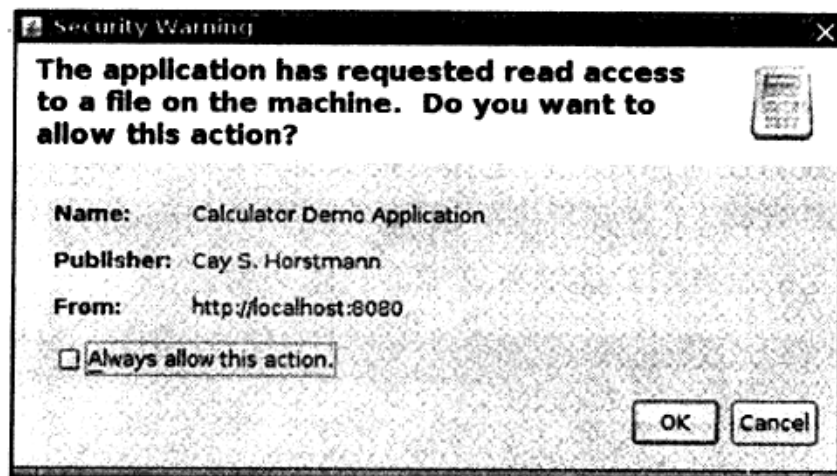 Security Warning
The application has requested read access
to a file on the machine. Do you want to
allow this action?
Name: Calculator Demo Application
Publisher: Cay S. Horstmann
From: http://localhost:8080
Always allow this action.
OK Cancel